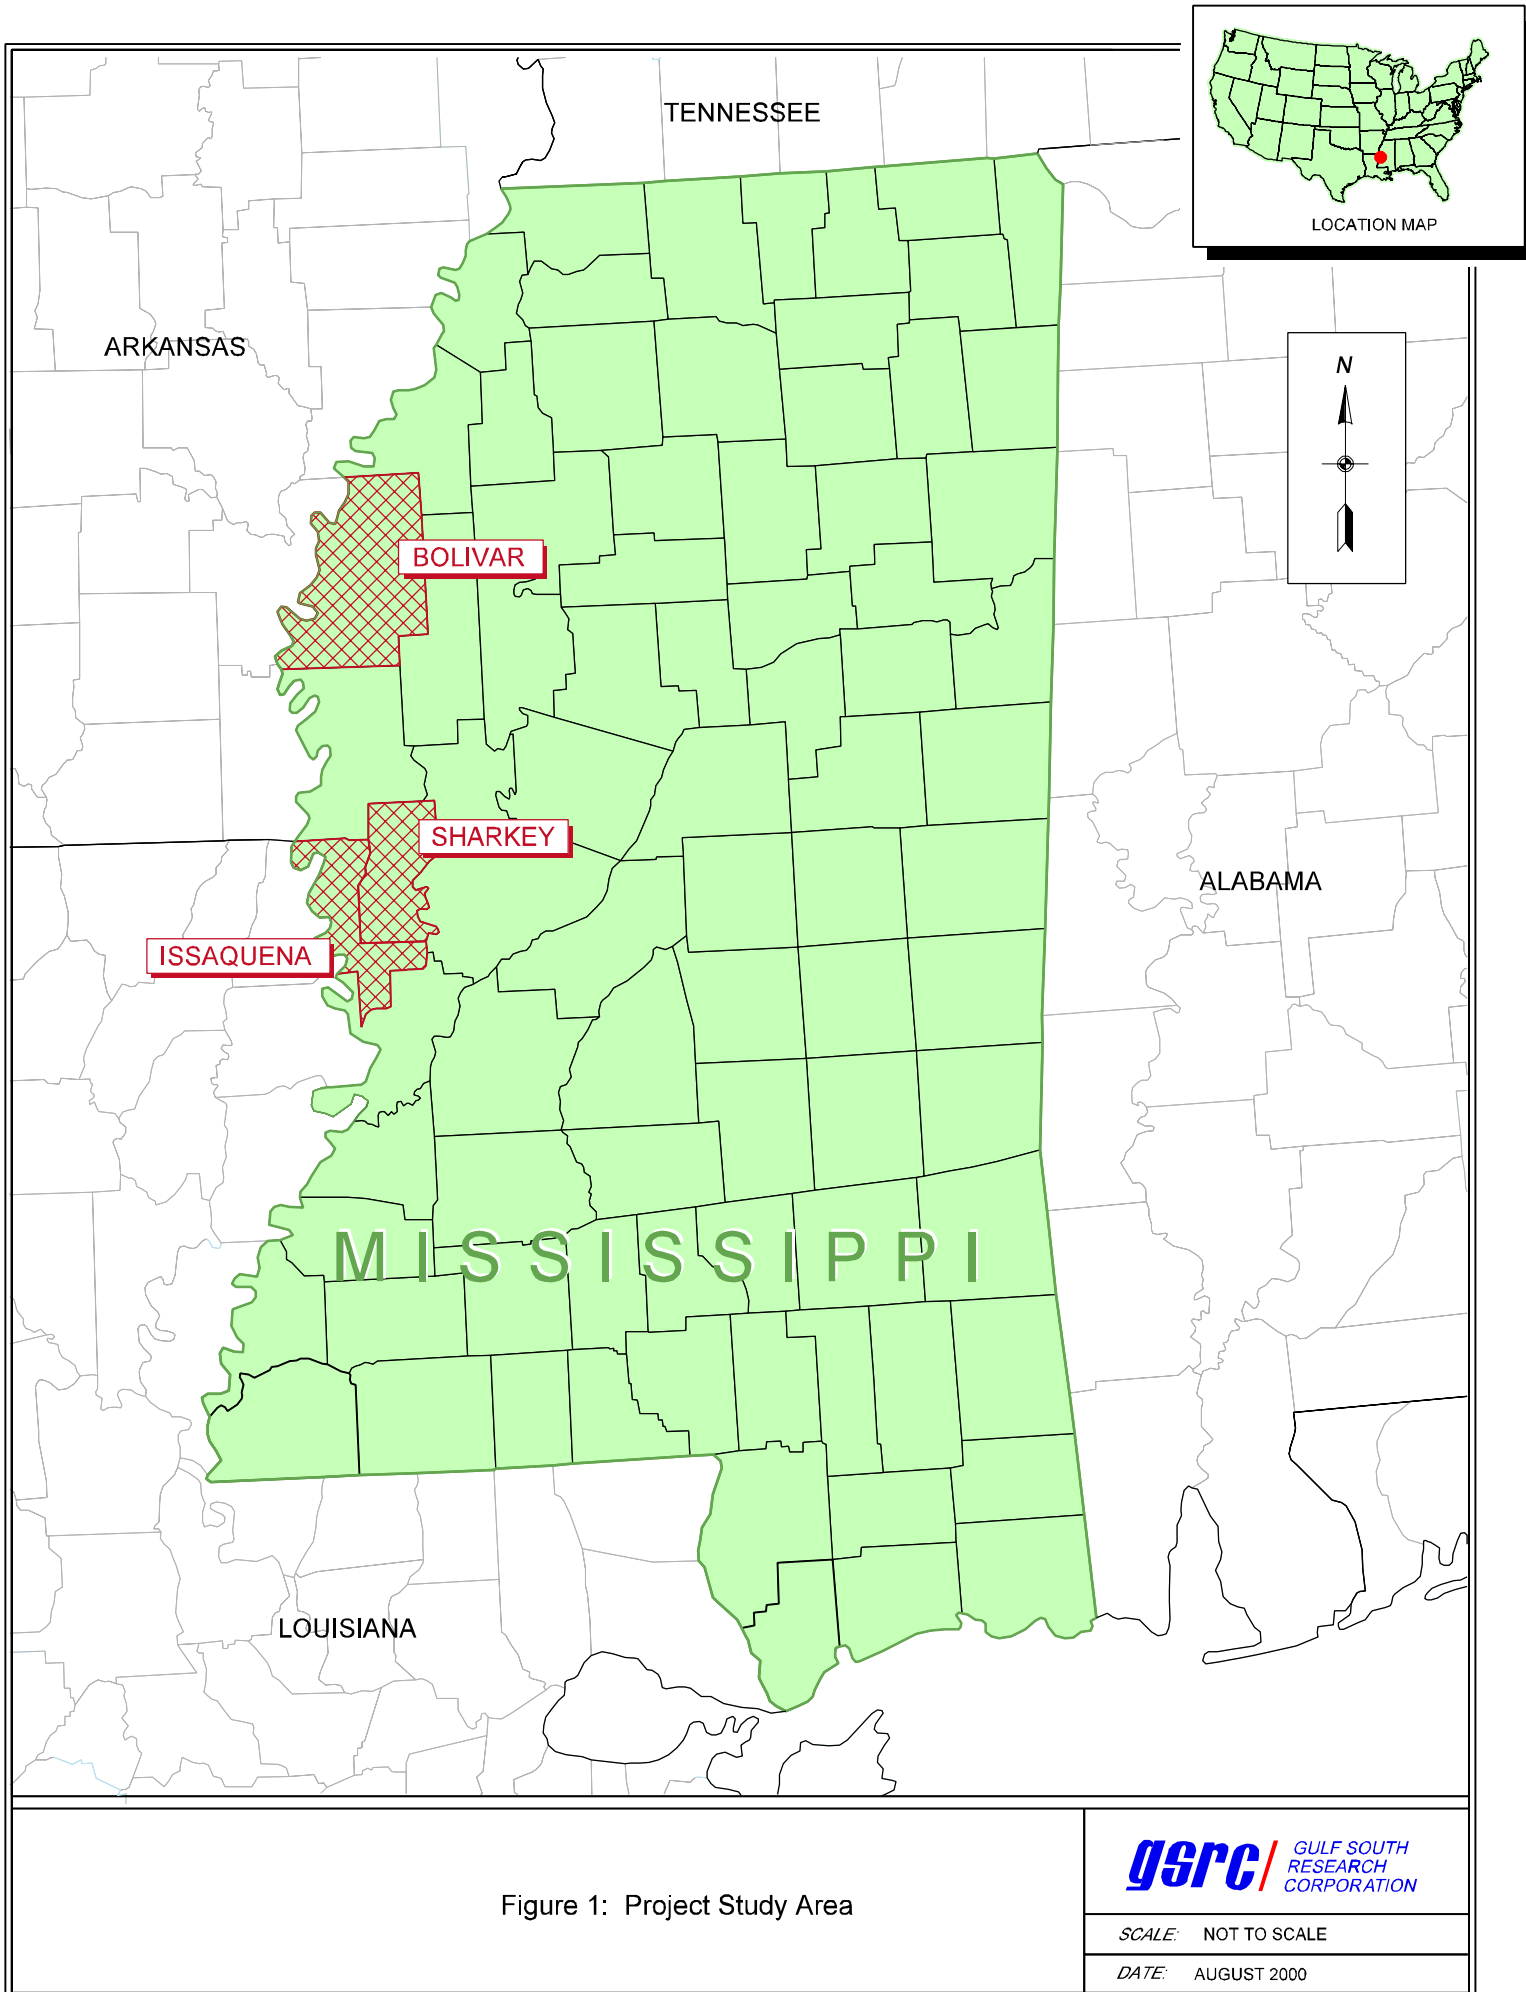 TENNESSEE
LOCATION MAP
ARKANSAS
N
BOLIVAR
SHARKEY
ALABAMA
ISSAQUENA
MISSISSIPPI
LOUISIANA
Figure 1: Project Study Area
gsrc/
GULF SOUTH
RESEARCH
CORPORATION
SCALE: NOT TO SCALE
DATE: AUGUST 2000